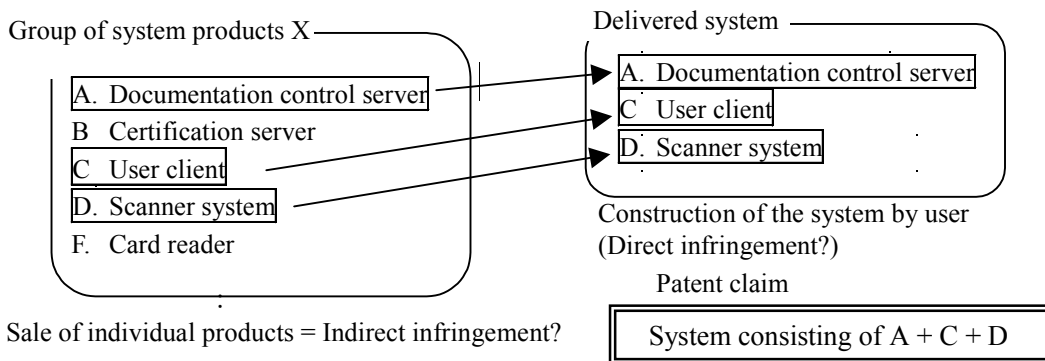 Group of system products X
A. Documentation control server
B Certification server
C User client
D. Scanner system
F. Card reader
:
Sale of individual products = Indirect infringement?
Delivered system
A. Documentation control server
C User client
D. Scanner system
Construction of the system by user
(Direct infringement?)
Patent claim
System consisting of A + C + D